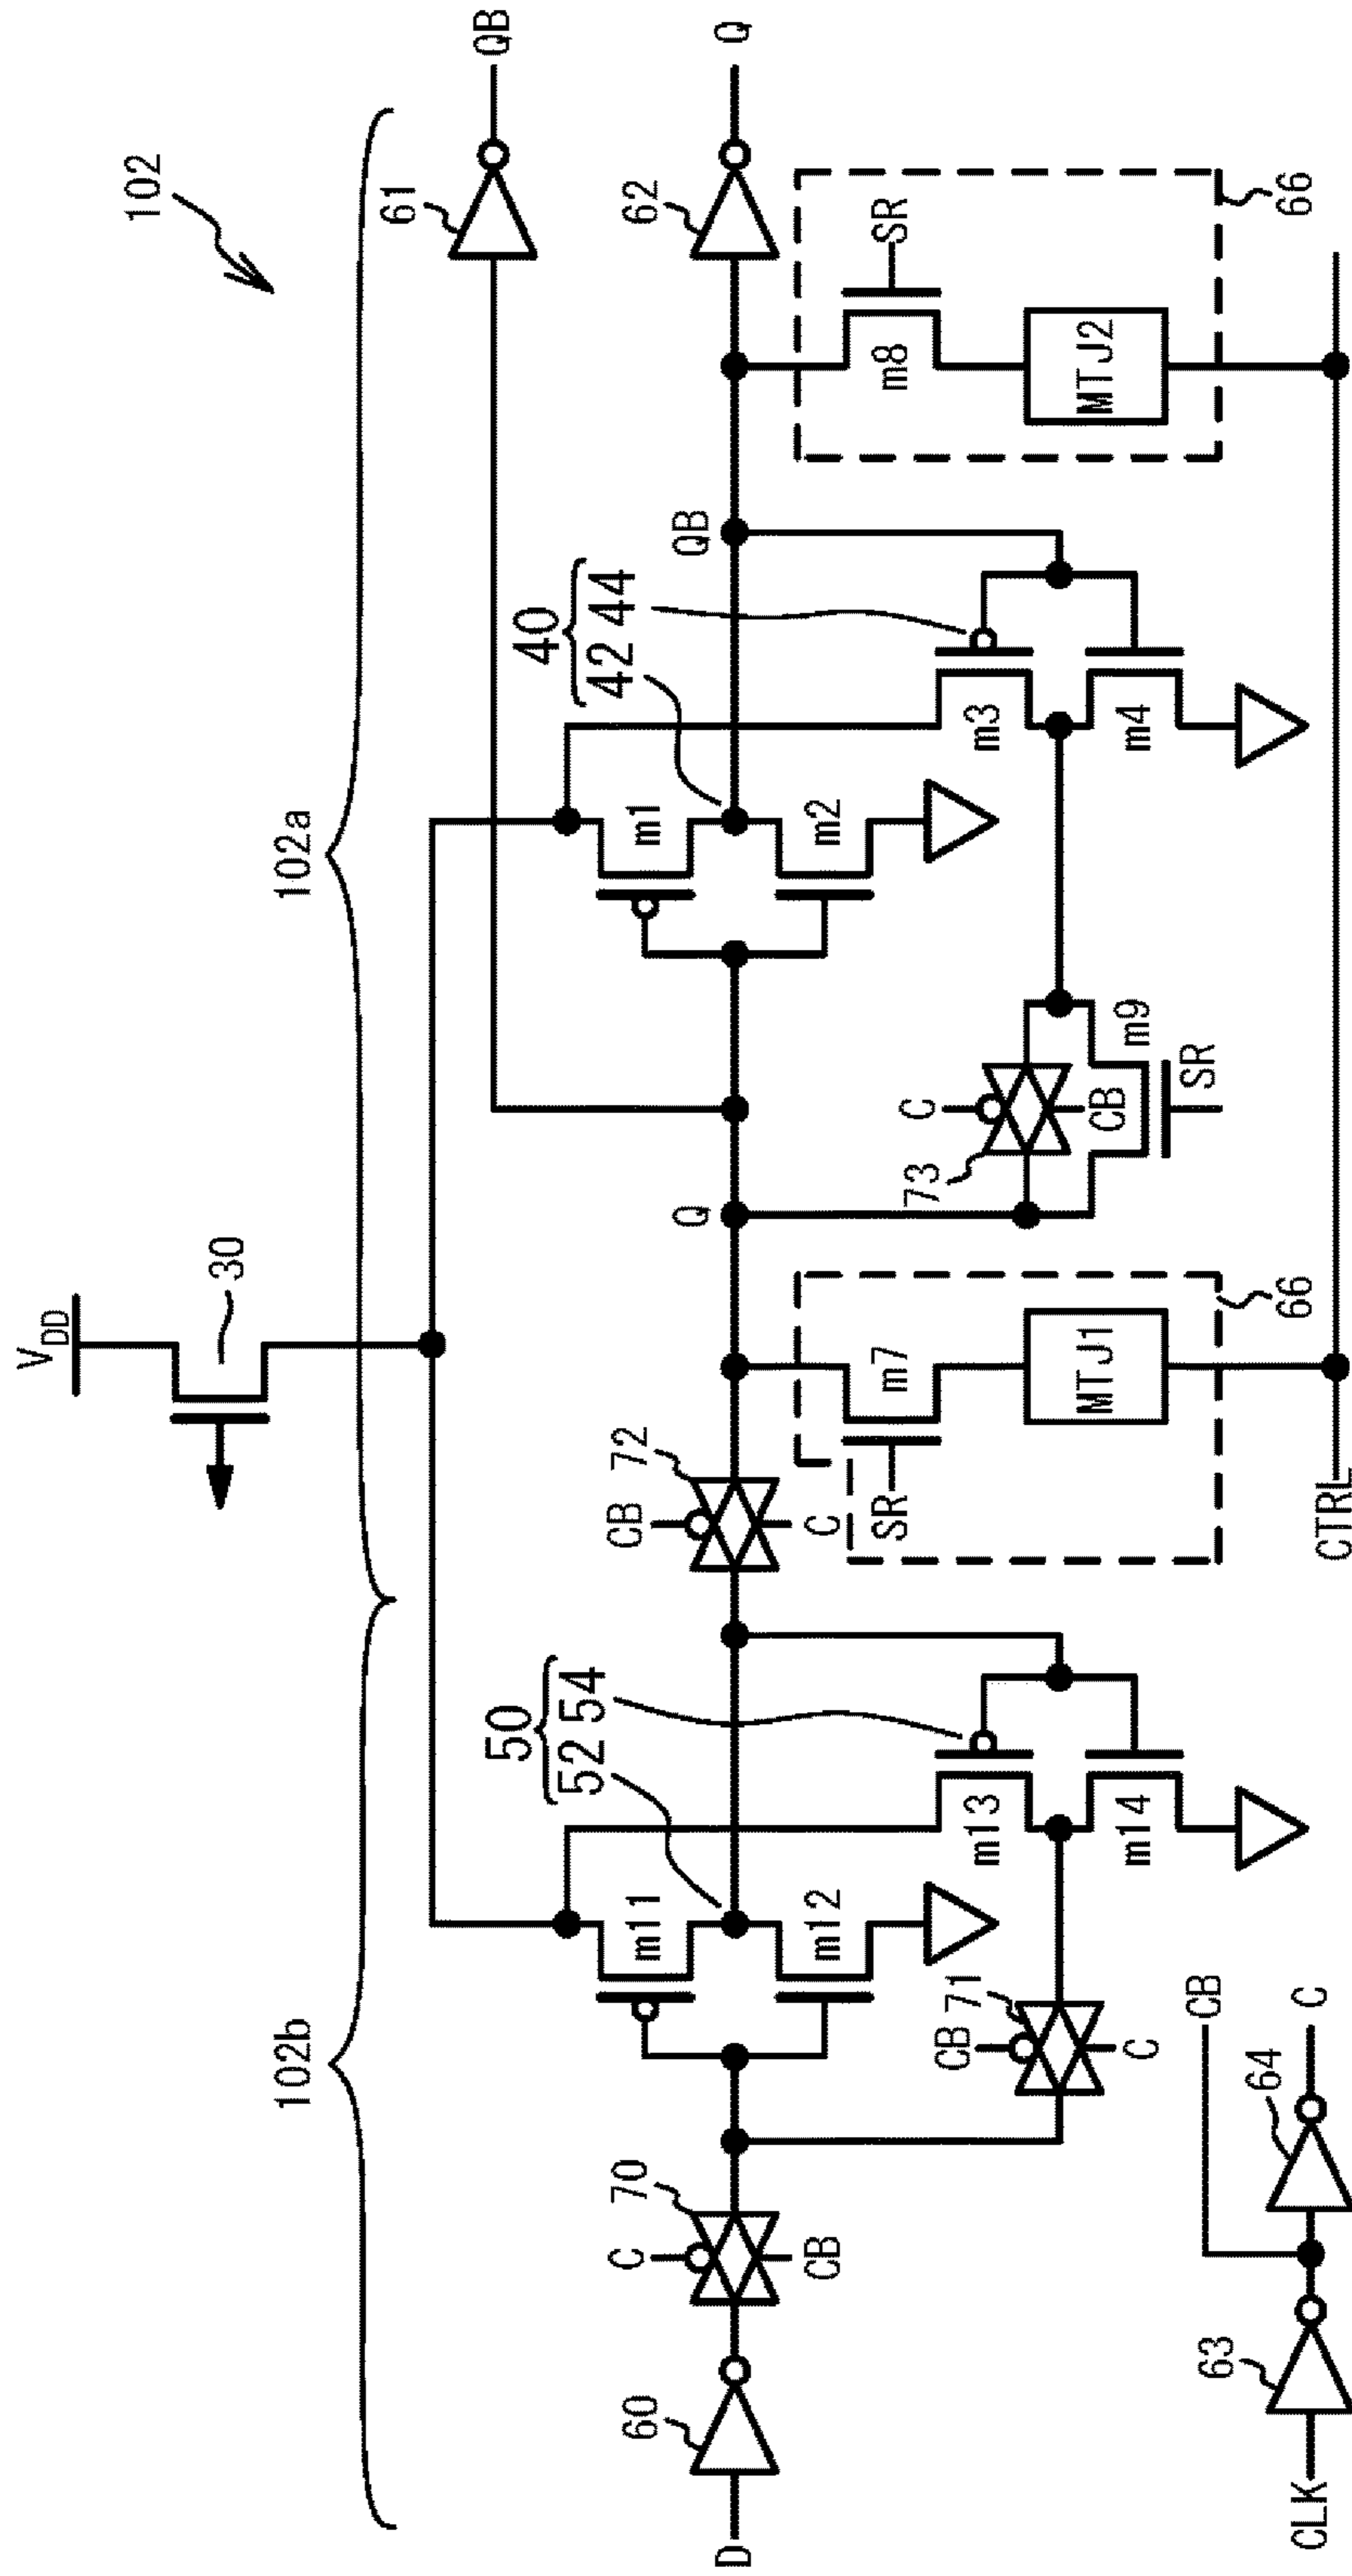 102
V_DD
30
102b
102a
QB
61
50
52 54
40
42 44
m11
m1
D
60
C
70
CB
CB
72
C
Q
QB
62
Q
m12
m2
SR
m7
m8
SR
m13
m3
CB
71
C
73
C
CB
m9
SR
MTJ1
MTJ2
m14
m4
66
66
CB
CLK
63
64
C
CTRL